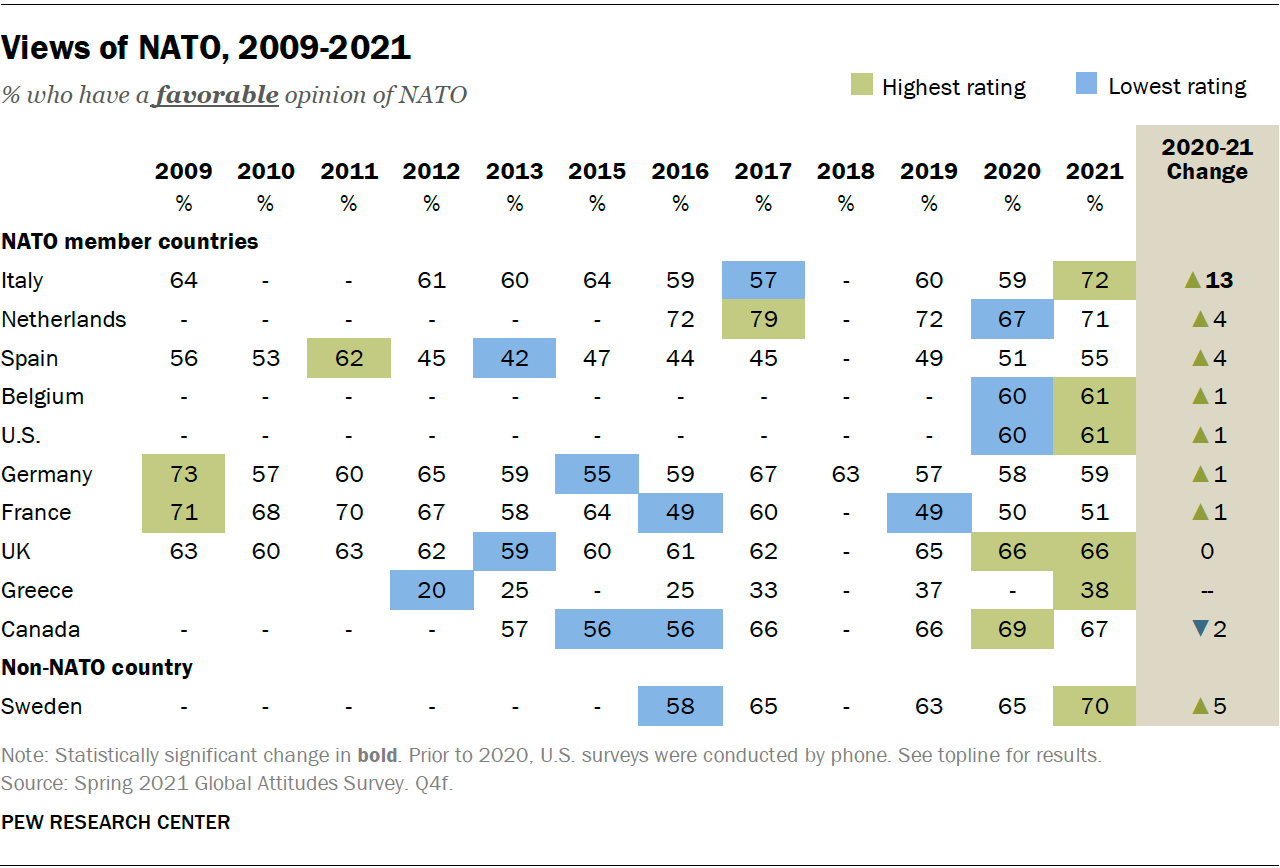 Views of NATO, 2009-2021
% who have a favorable opinion of NATO
Highest rating Lowest rating
2009 2010 2011 2012 2013 2015 2016 2017 2018 2019 2020 2021 2020-21 Change
% % % % % % % % % % % %
NATO member countries
Italy 64 - - 61 60 64 59 57 - 60 59 72 ▲13
Netherlands - - - - - - 72 79 - 72 67 71 ▲4
Spain 56 53 62 45 42 47 44 45 - 49 51 55 ▲4
Belgium - - - - - - - - - - 60 61 ▲1
U.S. - - - - - - - - - - 60 61 ▲1
Germany 73 57 60 65 59 55 59 67 63 57 58 59 ▲1
France 71 68 70 67 58 64 49 60 - 49 50 51 ▲1
UK 63 60 63 62 59 60 61 62 - 65 66 66 0
Greece 20 25 - 25 33 - 37 - 38 --
Canada - - - - 57 56 56 66 - 66 69 67 ▼2
Non-NATO country
Sweden - - - - - - 58 65 - 63 65 70 ▲5
Note: Statistically significant change in bold. Prior to 2020, U.S. surveys were conducted by phone. See topline for results.
Source: Spring 2021 Global Attitudes Survey. Q4f.
PEW RESEARCH CENTER